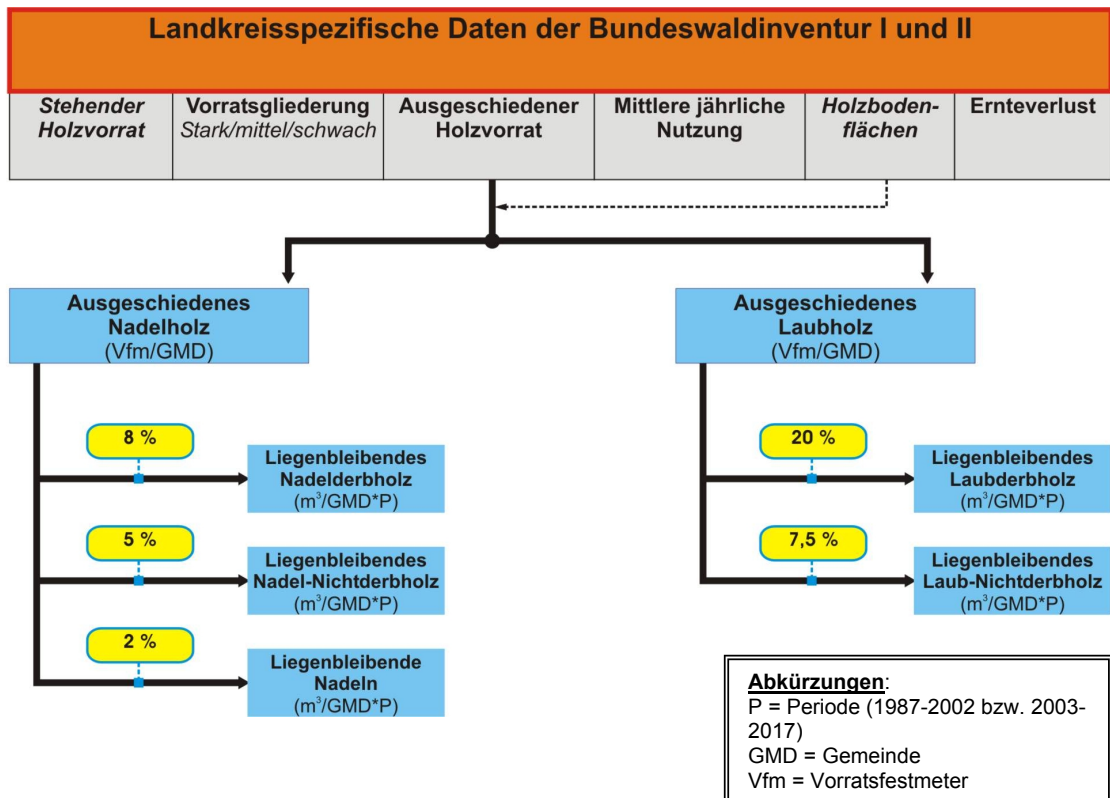 Landkreisspezifische Daten der Bundeswaldinventur I und II
Stehender
Holzvorrat
Vorratsgliederung
Stark/mittel/schwach
Ausgeschiedener
Holzvorrat
Mittlere jährliche
Nutzung
Holzboden-
flächen
Ernteverlust
Ausgeschiedenes
Nadelholz
(Vfm/GMD)
Ausgeschiedenes
Laubholz
(Vfm/GMD)
8 %
Liegenbleibendes
Nadelderbholz
(m³/GMD*P)
5 %
Liegenbleibendes
Nadel-Nichtderbholz
(m³/GMD*P)
2 %
Liegenbleibende
Nadeln
(m³/GMD*P)
20 %
Liegenbleibendes
Laubderbholz
(m³/GMD*P)
7,5 %
Liegenbleibendes
Laub-Nichtderbholz
(m³/GMD*P)
Abkürzungen:
P = Periode (1987-2002 bzw. 2003-
2017)
GMD = Gemeinde
Vfm = Vorratsfestmeter